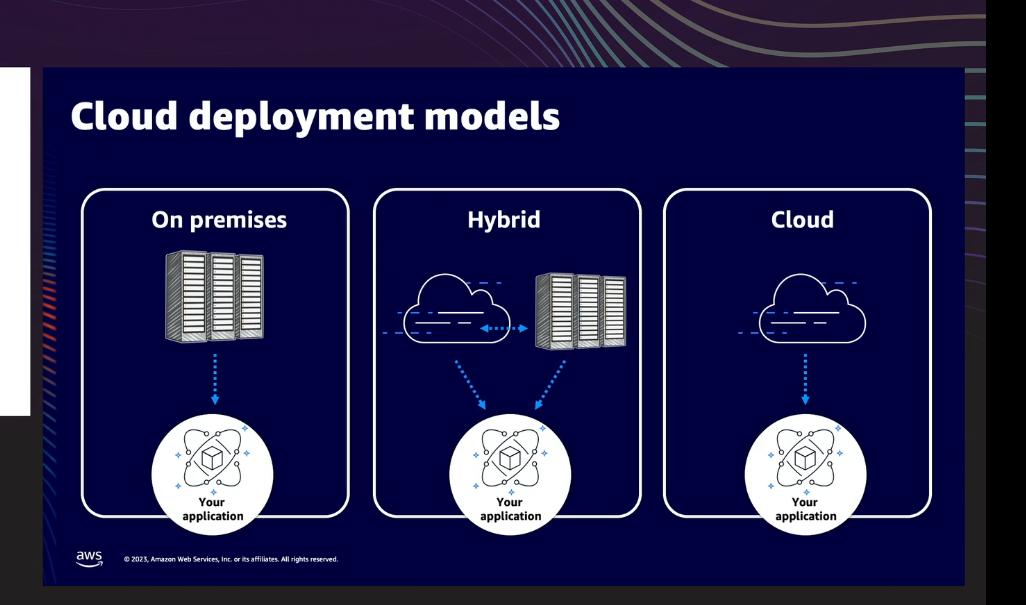 Cloud deployment models
On premises
Your
application
Hybrid
Your
application
Cloud
Your
application
aws
© 2023, Amazon Web Services, Inc. or its affiliates. All rights reserved.